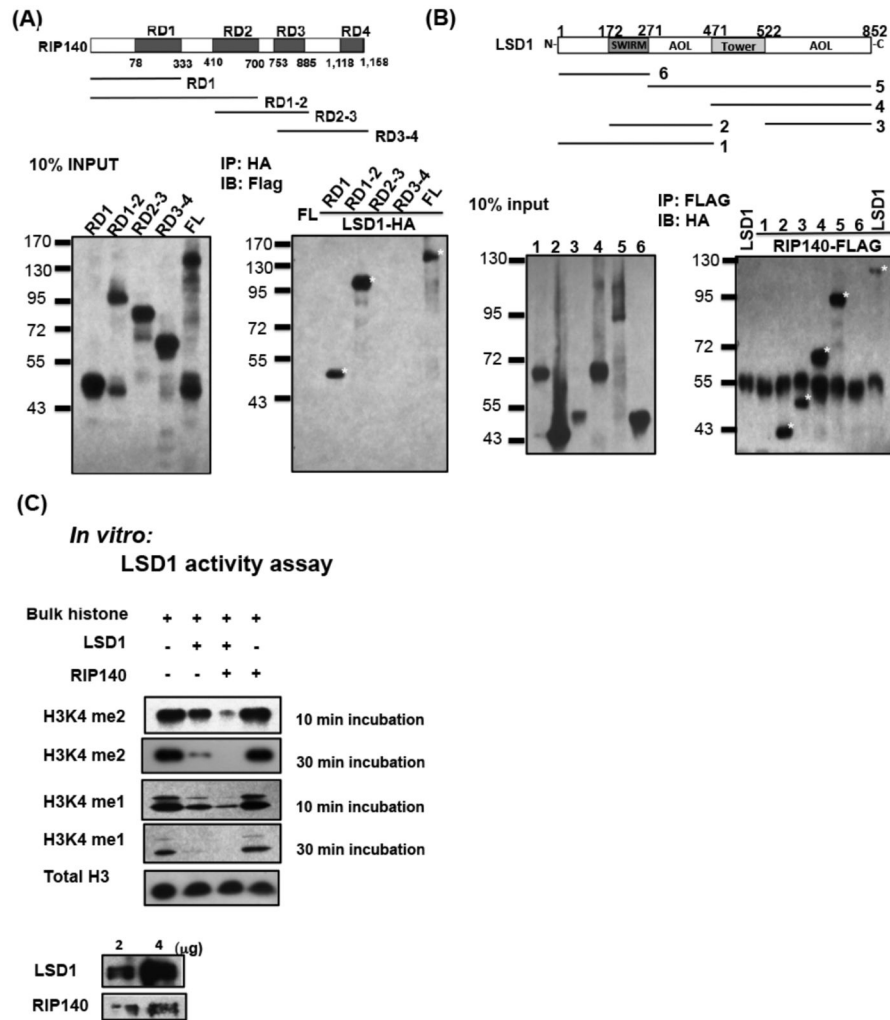 (A)
RD1 RD2 RD3 RD4
RIP140
78 333 410 700 753 885 1,118 1,158
RD1
RD1-2
RD2-3
RD3-4
10% INPUT
RD1 RD1-2 RD2-3 RD3-4 FL
170
130
95
72
55
43
IP: HA
IB: Flag
FL RD1 RD1-2 RD2-3 RD3-4 FL
LSD1-HA
170
130
95
72
55
43
(B)
1 172 271 471 522 852
LSD1 N- SWIRM AOL Tower AOL -C
6
5
4
2 3
1
10% input
1 2 3 4 5 6
130
95
72
55
43
IP: FLAG
IB: HA
LSD1 1 2 3 4 5 6 LSD1
RIP140-FLAG
130
95
72
55
43
(C)
In vitro:
LSD1 activity assay
Bulk histone + + + +
LSD1 - + + -
RIP140 - - + +
H3K4 me2 10 min incubation
H3K4 me2 30 min incubation
H3K4 me1 10 min incubation
H3K4 me1 30 min incubation
Total H3
2 4 (μg)
LSD1
RIP140